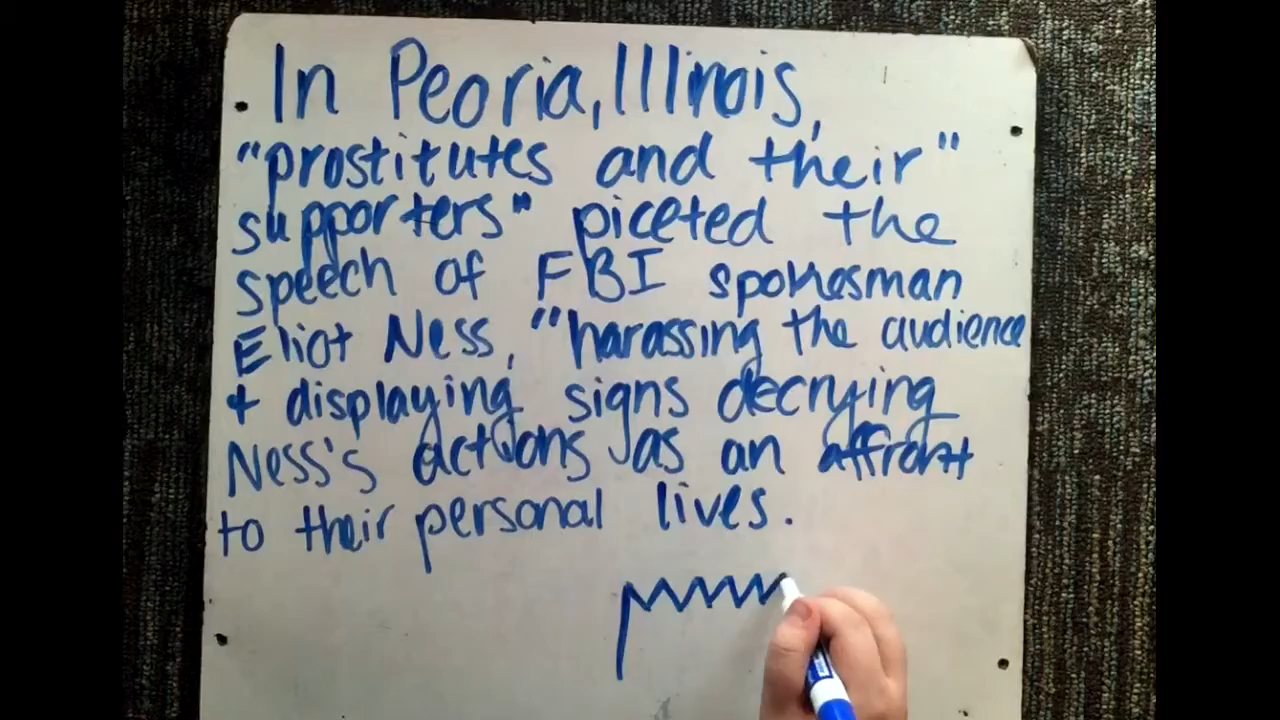 In Peoria, Illinois,
"prostitutes and their"
supporters" piceted the
speech of FBI spokesman
Eliot Ness, "harassing the audience
+ displaying signs decrying
Ness's actions as an affront
to their personal lives.